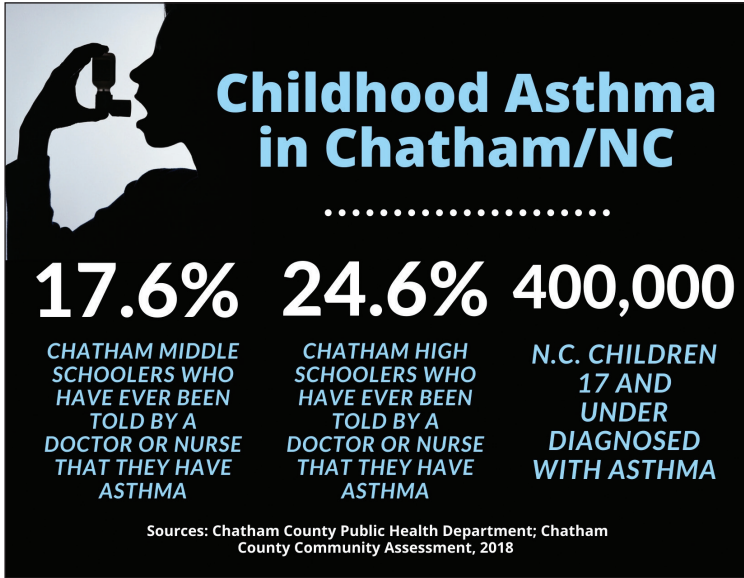 Childhood Asthma
in Chatham/NC
17.6%
CHATHAM MIDDLE
SCHOOLERS WHO
HAVE EVER BEEN
TOLD BY A
DOCTOR OR NURSE
THAT THEY HAVE
ASTHMA
24.6%
CHATHAM HIGH
SCHOOLERS WHO
HAVE EVER BEEN
TOLD BY A
DOCTOR OR NURSE
THAT THEY HAVE
ASTHMA
400,000
N.C. CHILDREN
17 AND
UNDER
DIAGNOSED
WITH ASTHMA
Sources: Chatham County Public Health Department; Chatham
County Community Assessment, 2018